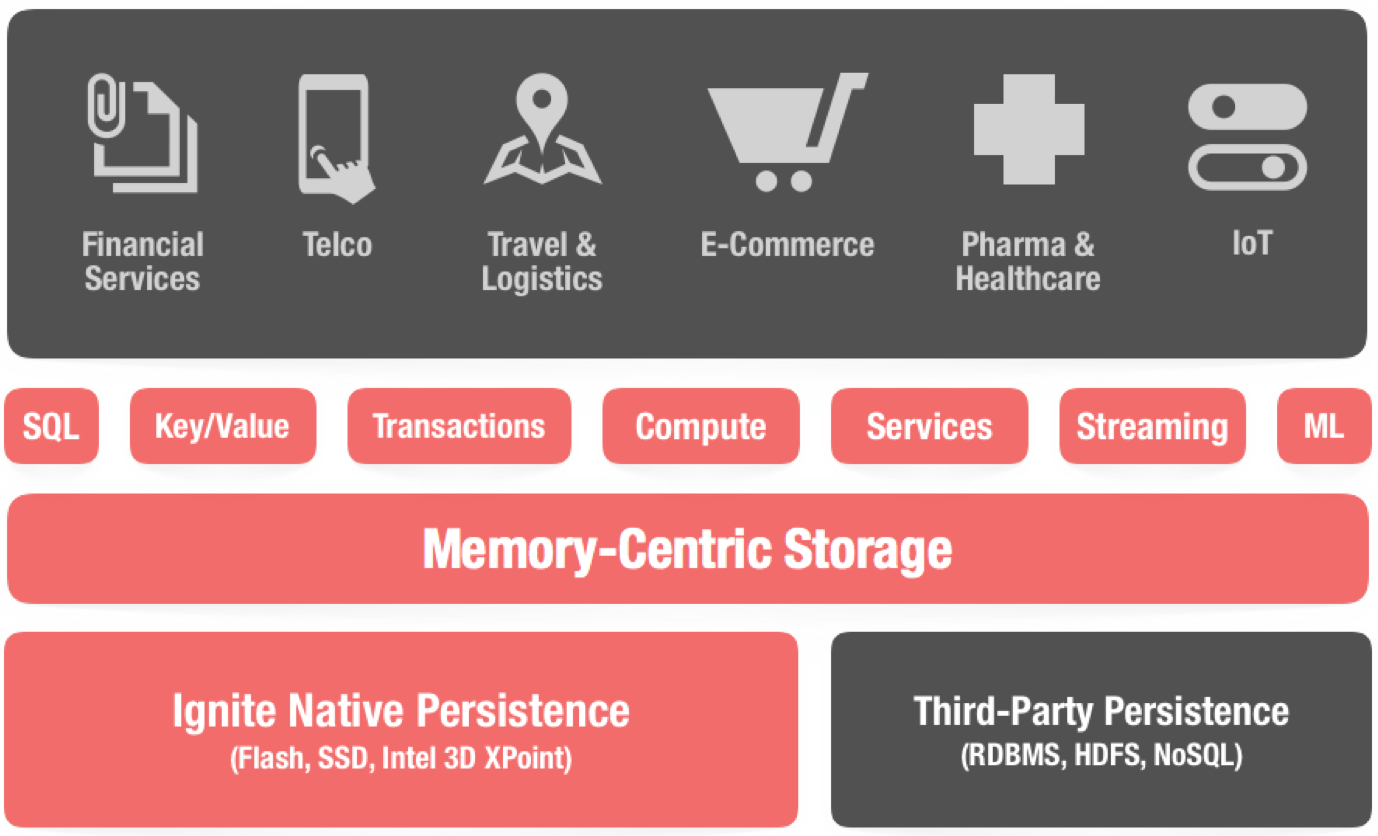 Financial
Services
Telco
Travel &
Logistics
E-Commerce
Pharma &
Healthcare
IoT
SQL
Key/Value
Transactions
Compute
Services
Streaming
ML
Memory-Centric Storage
Ignite Native Persistence
(Flash, SSD, Intel 3D XPoint)
Third-Party Persistence
(RDBMS, HDFS, NoSQL)